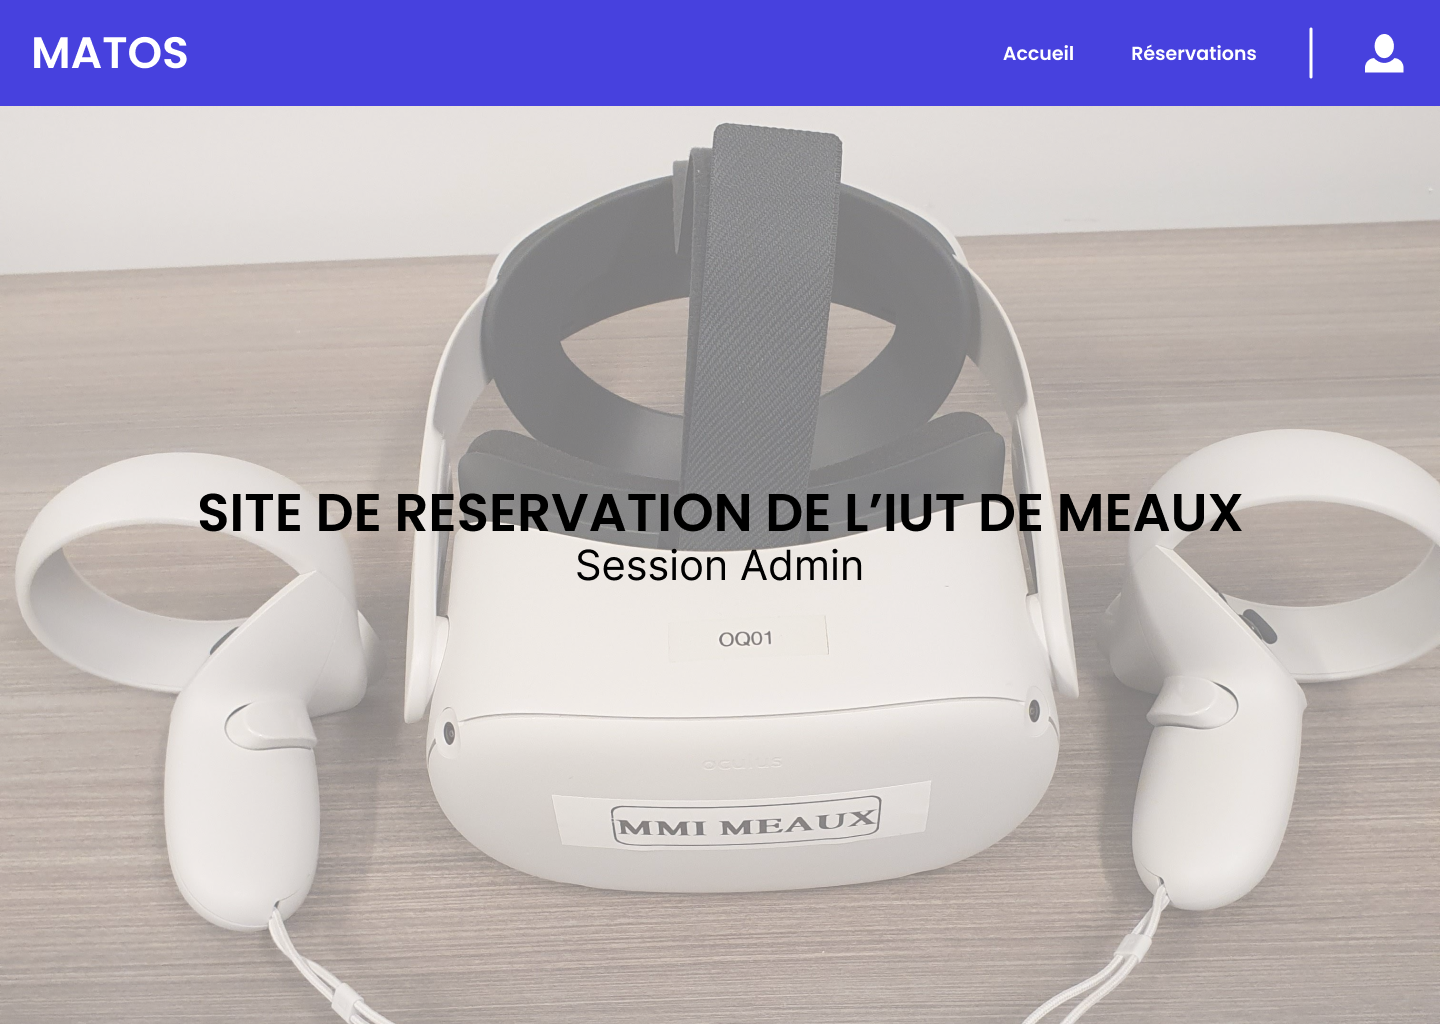 MATOS
Accueil
Réservations
SITE DE RESERVATION DE L’IUT DE MEAUX
Session Admin
OQ01
oculus
MMI MEAUX